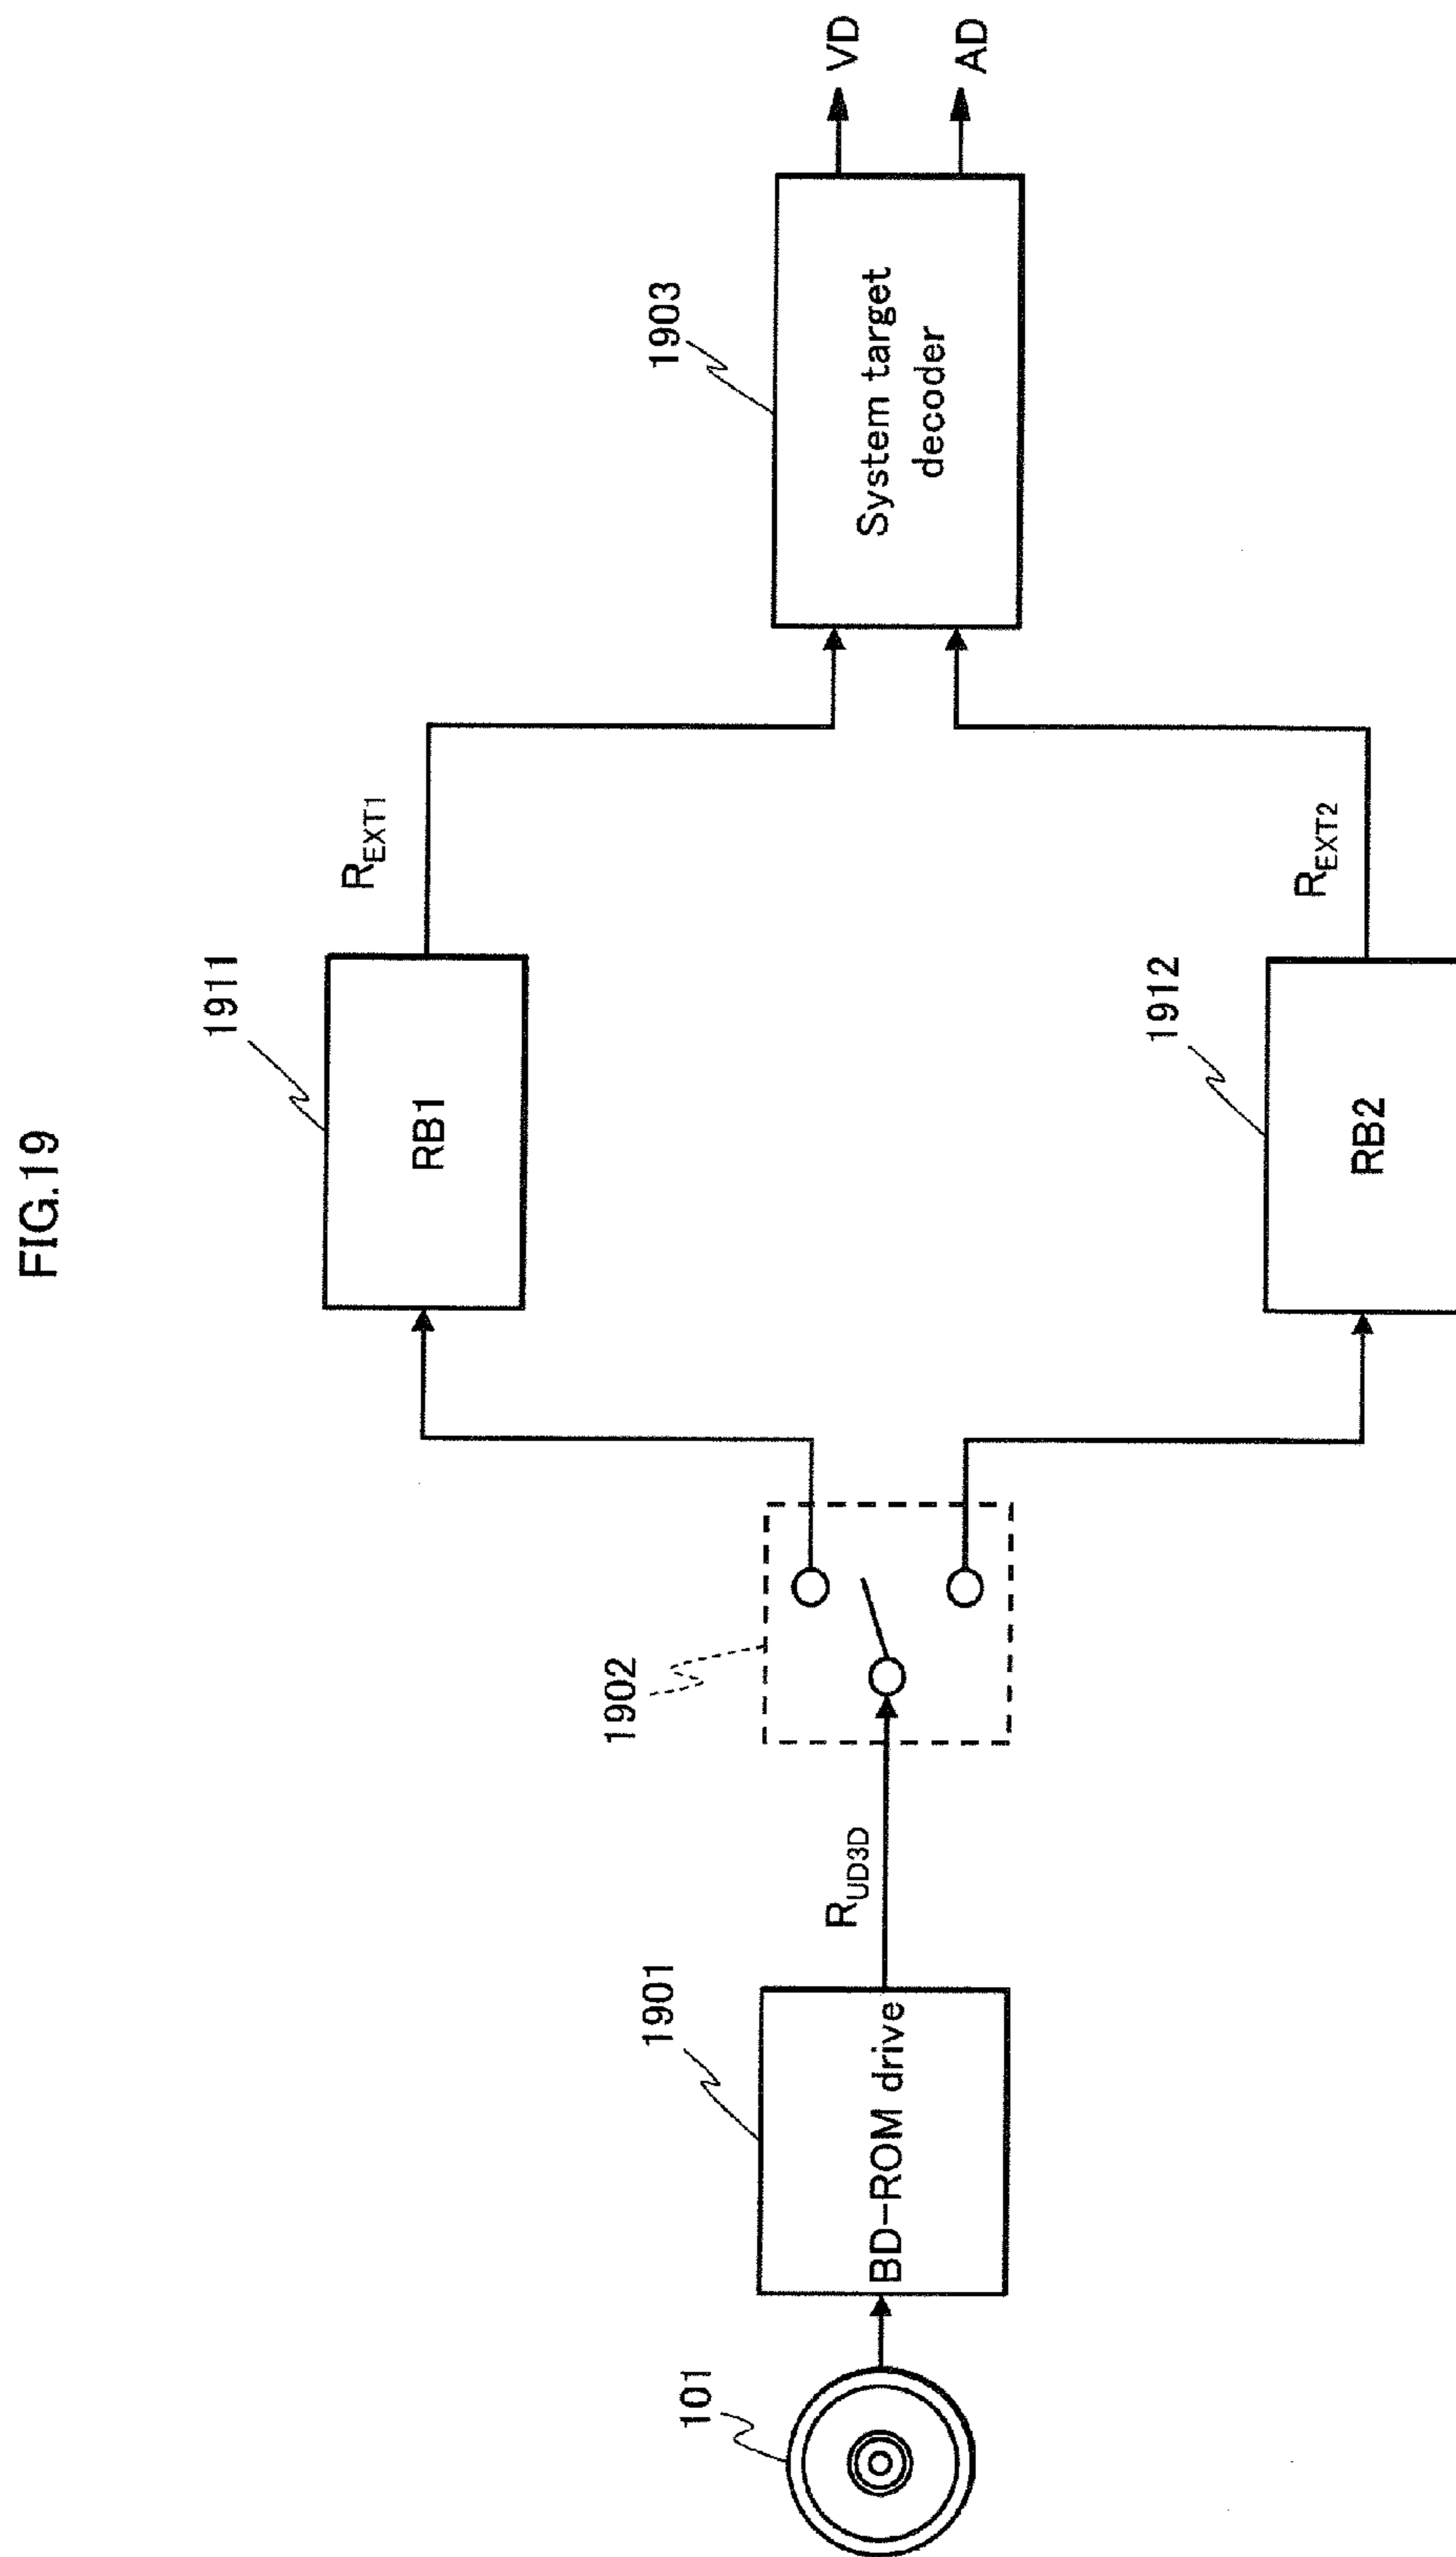 FIG.19
101
1901
BD-ROM drive
R_UD3D
1902
1911
RB1
R_EXT1
1912
RB2
R_EXT2
1903
System target
decoder
VD
AD